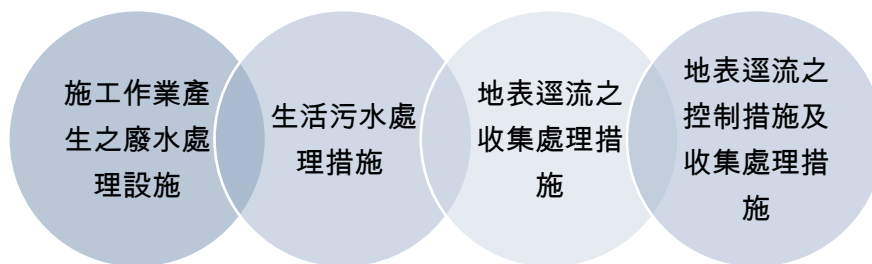 施工作業產
生之廢水處
理設施
生活污水處
理措施
地表逕流之
收集處理措
施
地表逕流之
控制措施及
收集處理措
施